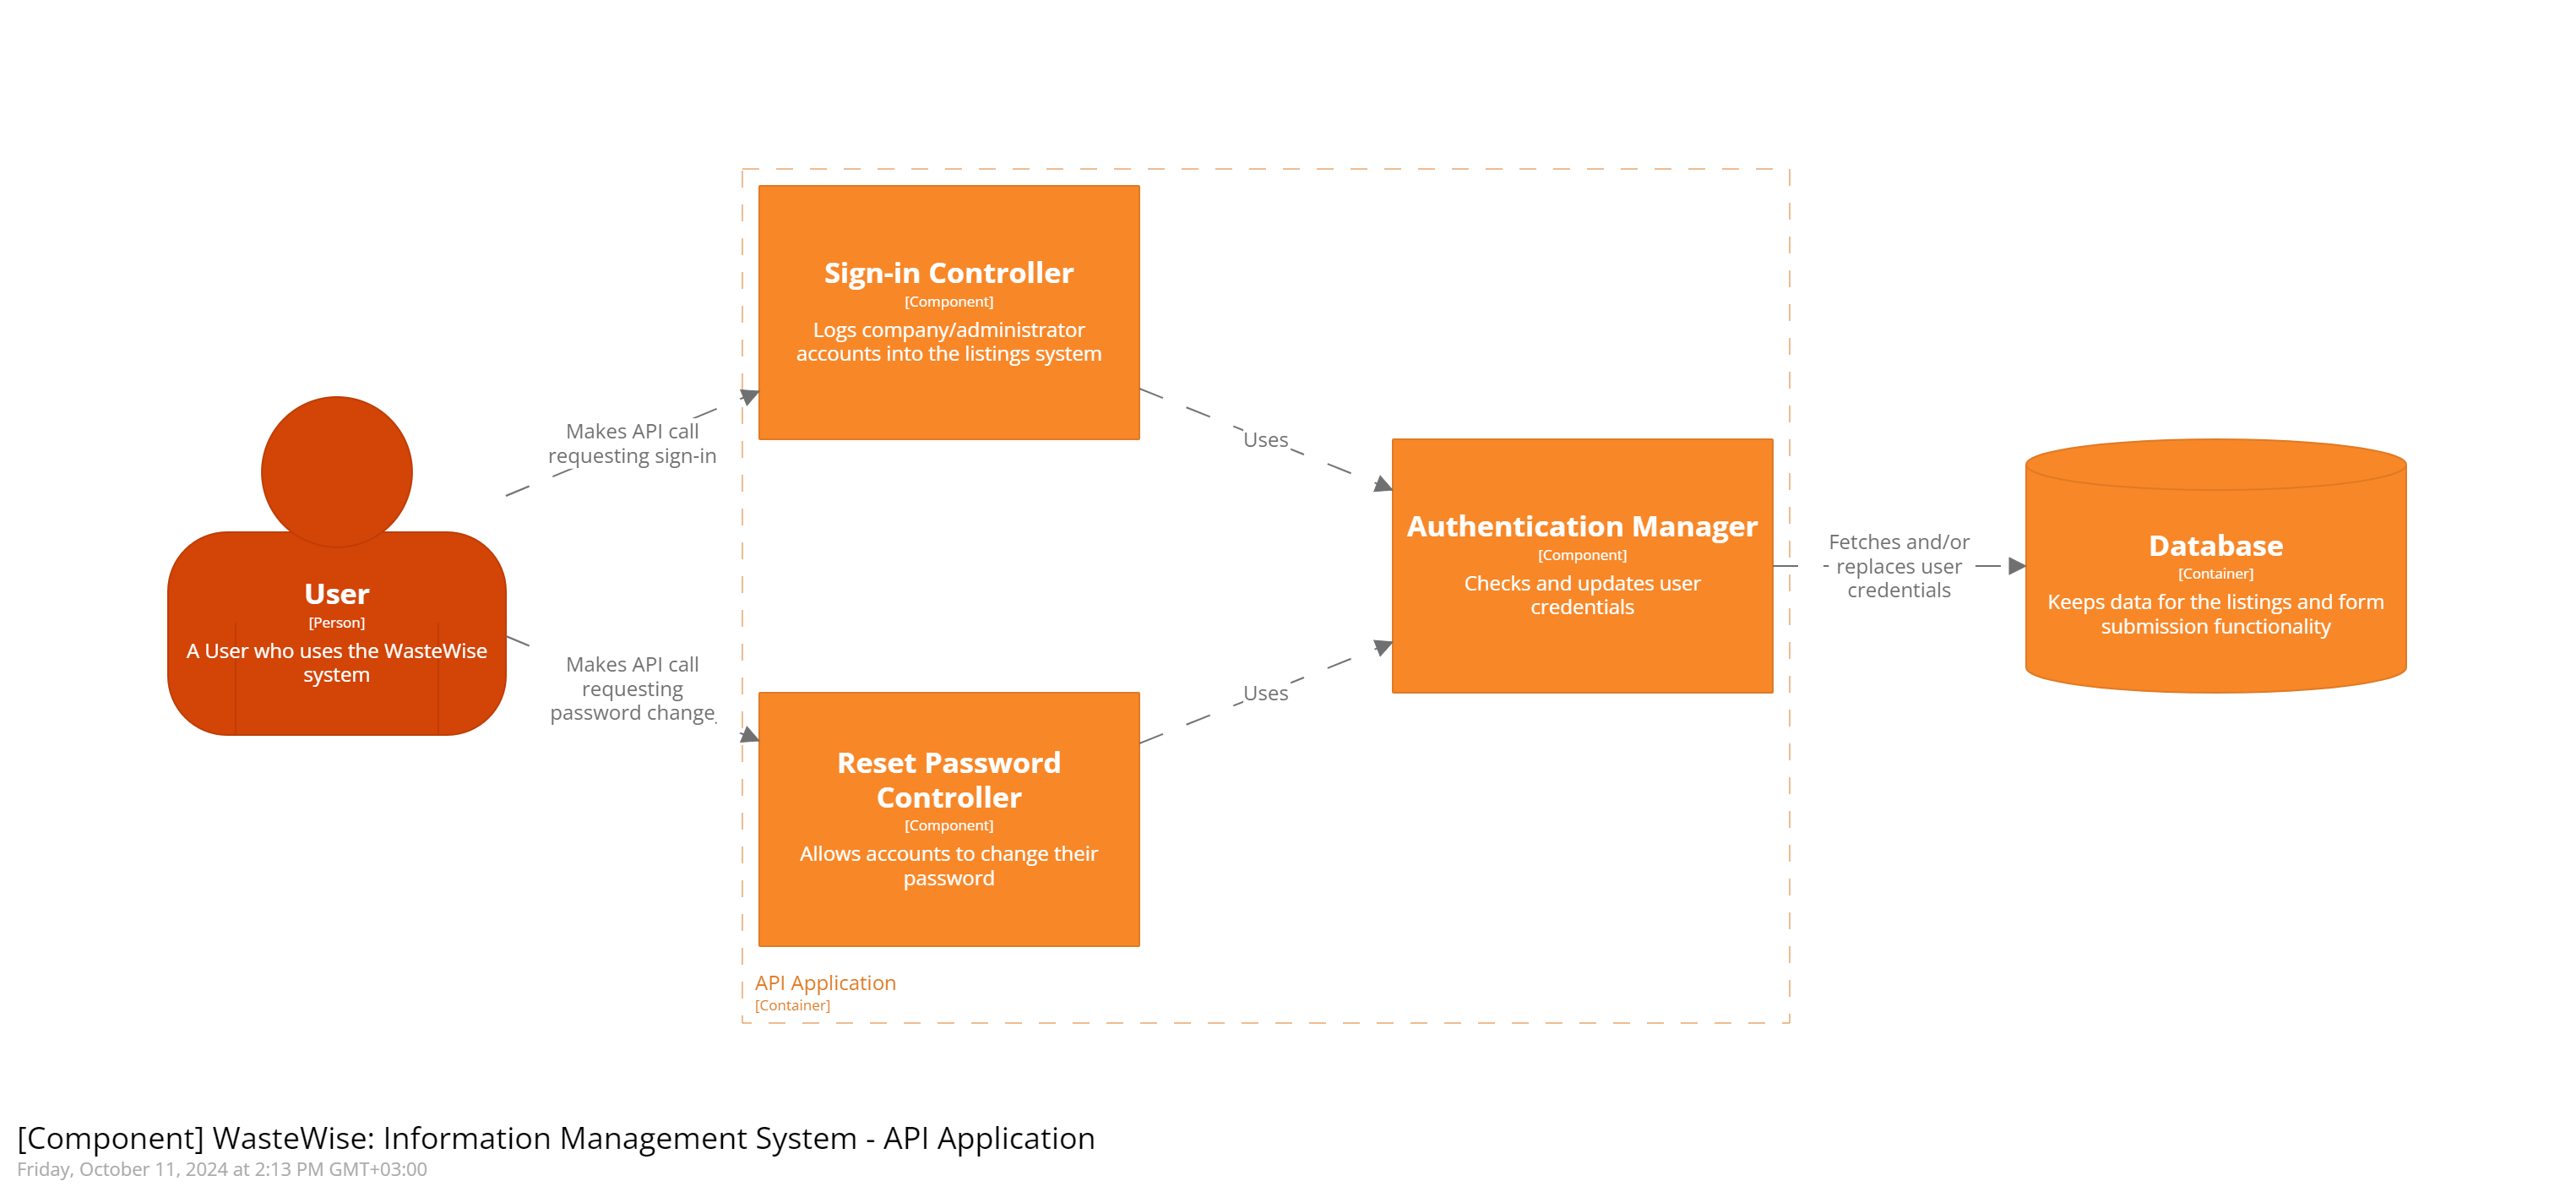 Sign-in Controller
[Component]
Logs company/administrator
accounts into the listings system
Makes API call
requesting sign-in
Uses
Authentication Manager
[Component]
Checks and updates user
credentials
Fetches and/or
replaces user
credentials
Database
[Container]
Keeps data for the listings and form
submission functionality
User
[Person]
A User who uses the WasteWise
system
Makes API call
requesting
password change
Uses
Reset Password
Controller
[Component]
Allows accounts to change their
password
API Application
[Container]
[Component] WasteWise: Information Management System - API Application
Friday, October 11, 2024 at 2:13 PM GMT+03:00